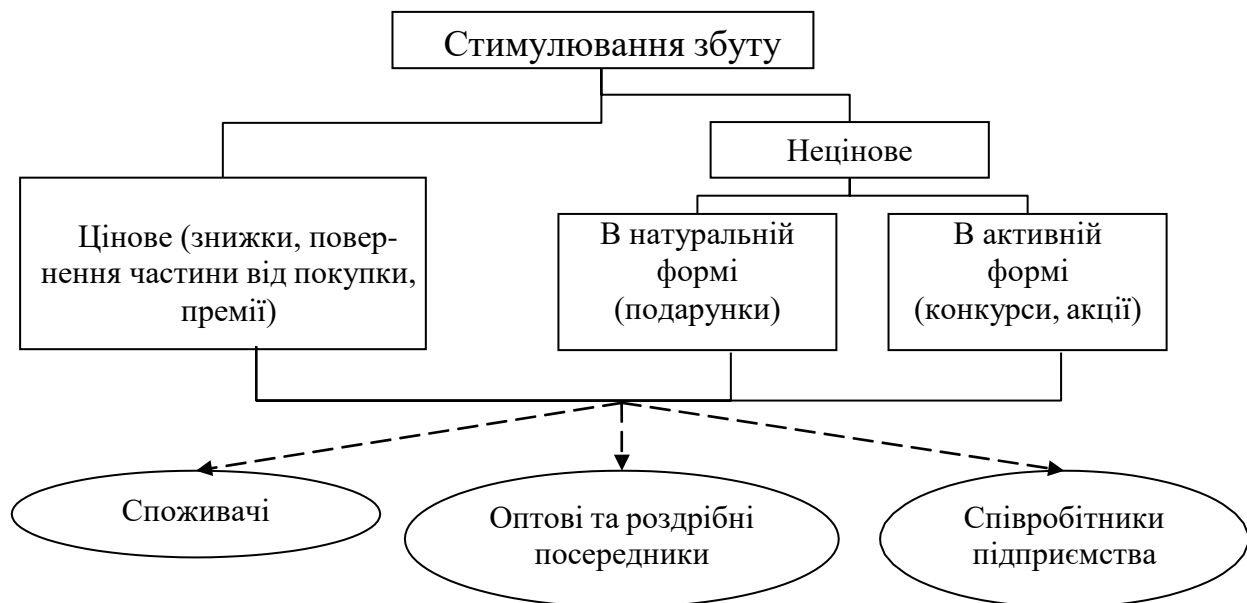 Стимулювання збуту
Нецінове
Цінове (знижки, повер-
нення частини від покупки,
премії)
В натуральній
формі
(подарунки)
В активній
формі
(конкурси, акції)
Споживачі
Оптові та роздрібні
посередники
Співробітники
підприємства